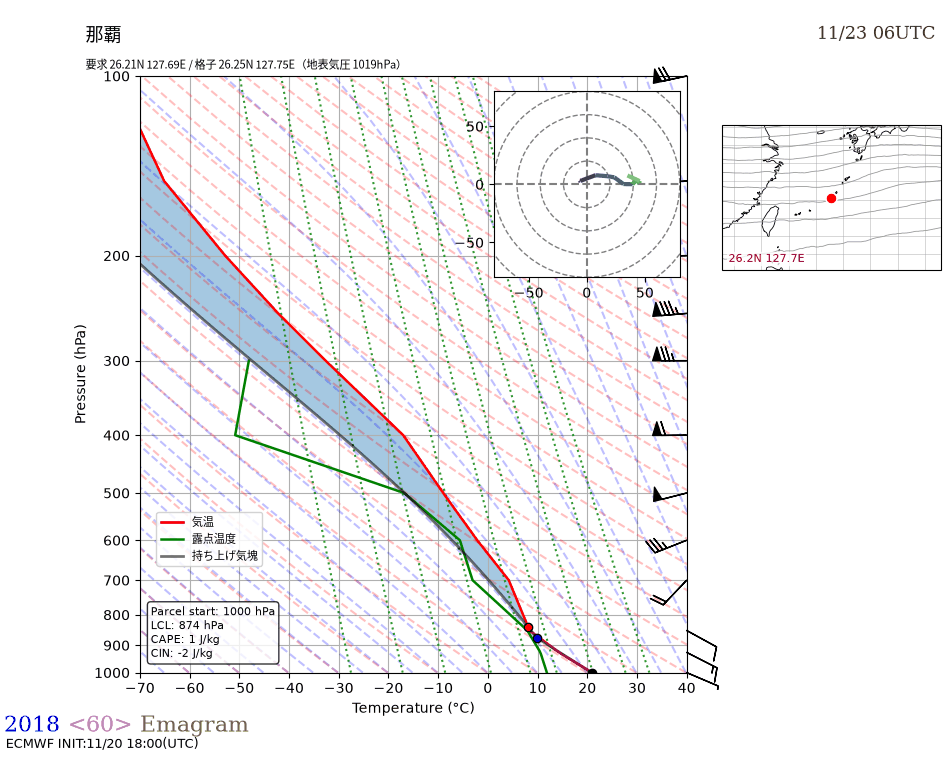 那覇
11/23 06UTC
要求 26.21N 127.69E / 格子 26.25N 127.75E（地表気圧 1019hPa）
100
200
300
400
500
600
700
800
900
1000
Pressure (hPa)
50
0
−50
−50 0 50
気温
露点温度
持ち上げ気塊
Parcel start: 1000 hPa
LCL: 874 hPa
CAPE: 1 J/kg
CIN: -2 J/kg
−70 −60 −50 −40 −30 −20 −10 0 10 20 30 40
Temperature (°C)
26.2N 127.7E
2018 <60> Emagram
ECMWF INIT:11/20 18:00(UTC)